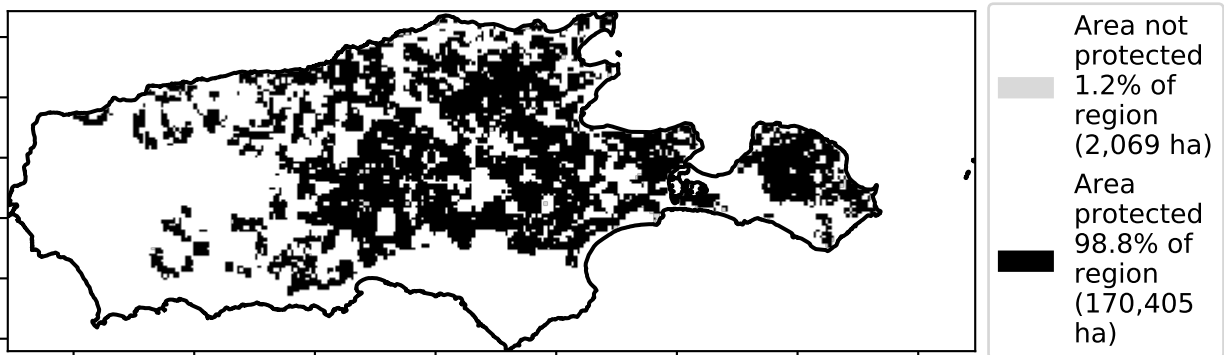 Area not
protected
1.2% of
region
(2,069 ha)
Area
protected
98.8% of
region
(170,405
ha)